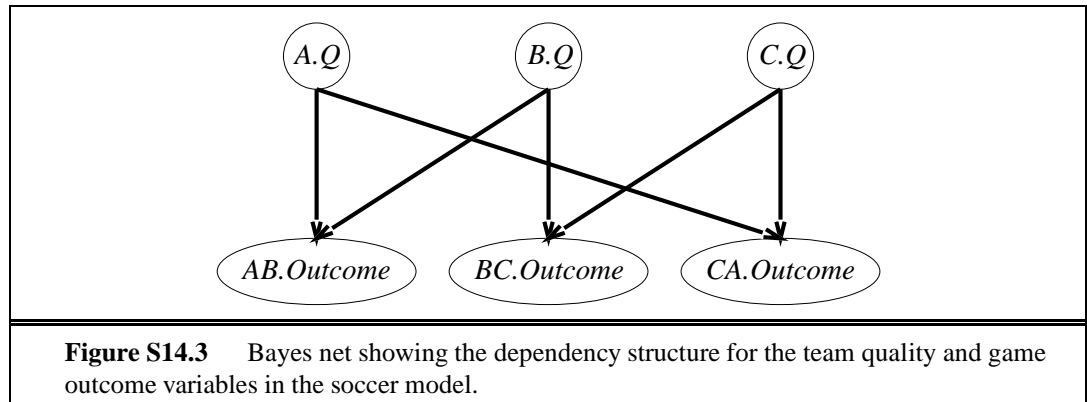 A.Q B.Q C.Q
AB.Outcome BC.Outcome CA.Outcome
Figure S14.3 Bayes net showing the dependency structure for the team quality and game
outcome variables in the soccer model.